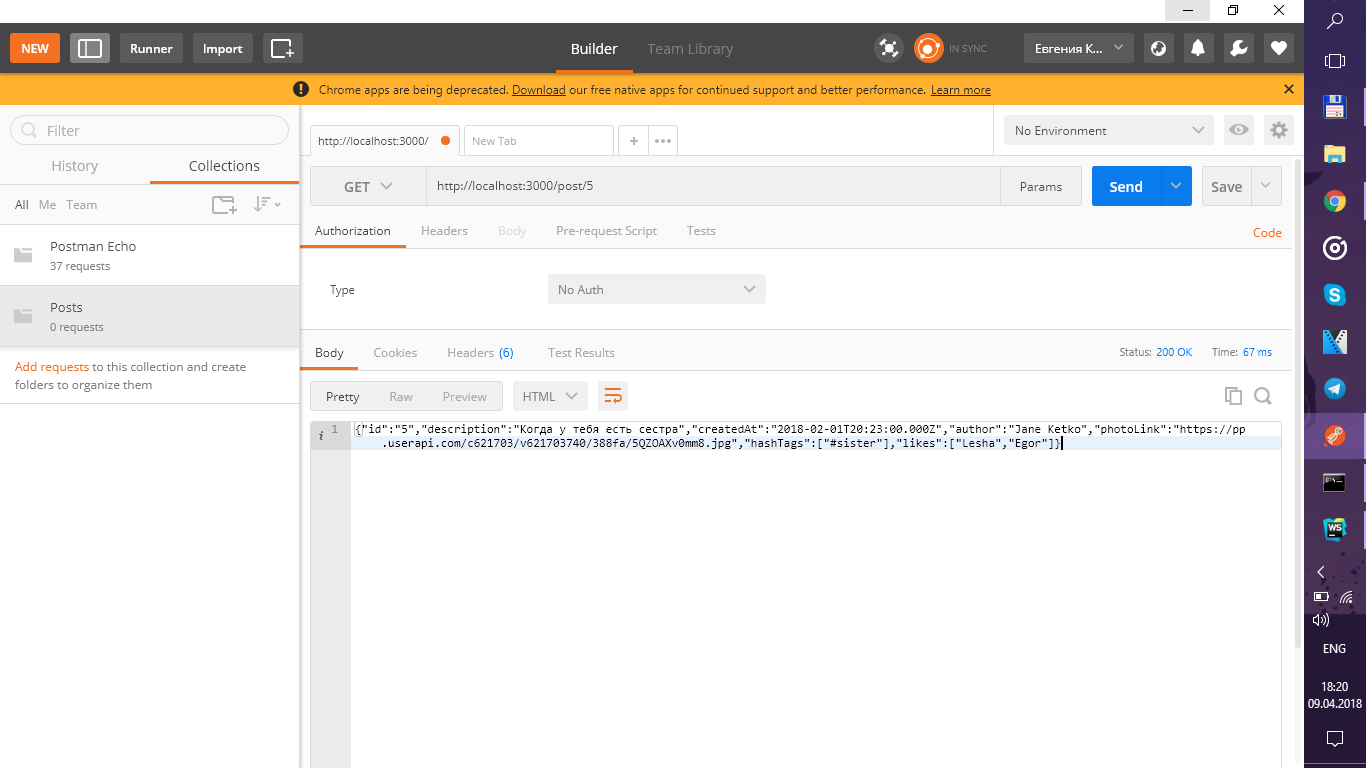 NEW
Runner
Import
Builder
Team Library
IN SYNC
Евгения К...
Chrome apps are being deprecated. Download our free native apps for continued support and better performance. Learn more
Filter
History
Collections
All Me Team
Postman Echo
37 requests
Posts
0 requests
Add requests to this collection and create
folders to organize them
http://localhost:3000/
New Tab
No Environment
GET
http://localhost:3000/post/5
Params
Send
Save
Authorization
Headers
Body
Pre-request Script
Tests
Code
Type
No Auth
Body
Cookies
Headers (6)
Test Results
Status: 200 OK
Time: 67 ms
Pretty
Raw
Preview
HTML
i 1 {"id":"5","description":"Когда у тебя есть сестра","createdAt":"2018-02-01T20:23:00.000Z","author":"Jane Ketko","photoLink":"https://pp
.userapi.com/c621703/v621703740/388fa/5QZOAXv0mm8.jpg","hashTags":["#sister"],"likes":["Lesha","Egor"]}
WS
ENG
18:20
09.04.2018